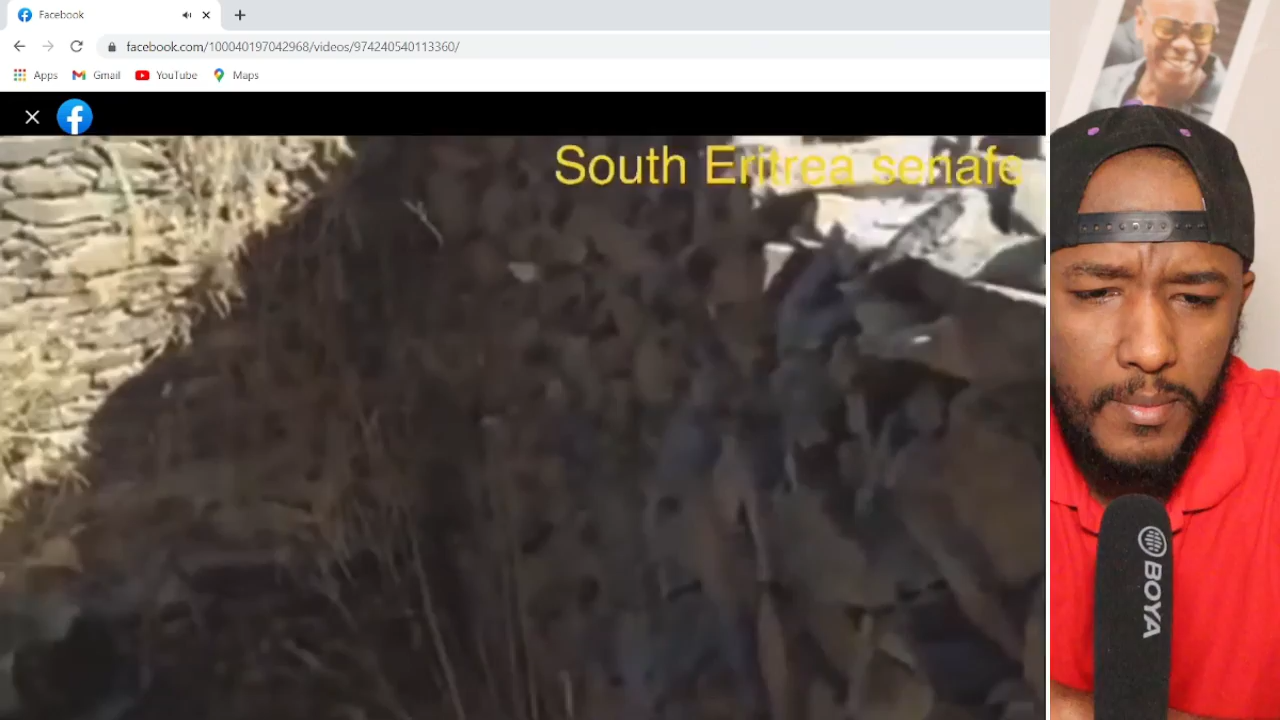 Facebook
facebook.com/100040197042968/videos/974240540113360/
Apps Gmail YouTube Maps
South Eritrea senafe
BOYA